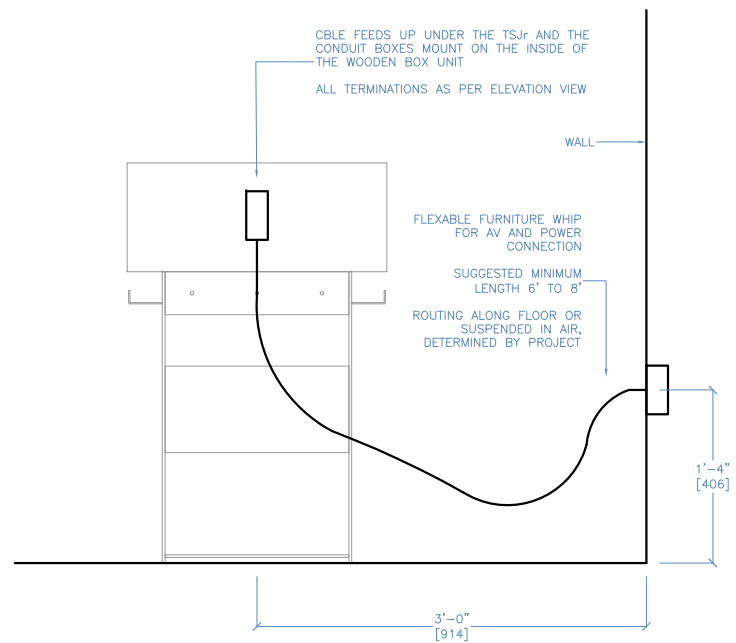 CBLE FEEDS UP UNDER THE TSJr AND THE
CONDUIT BOXES MOUNT ON THE INSIDE OF
THE WOODEN BOX UNIT
ALL TERMINATIONS AS PER ELEVATION VIEW
WALL
FLEXABLE FURNITURE WHIP
FOR AV AND POWER
CONNECTION
SUGGESTED MINIMUM
LENGTH 6' TO 8'
ROUTING ALONG FLOOR OR
SUSPENDED IN AIR,
DETERMINED BY PROJECT
1'-4"
[406]
3'-0"
[914]